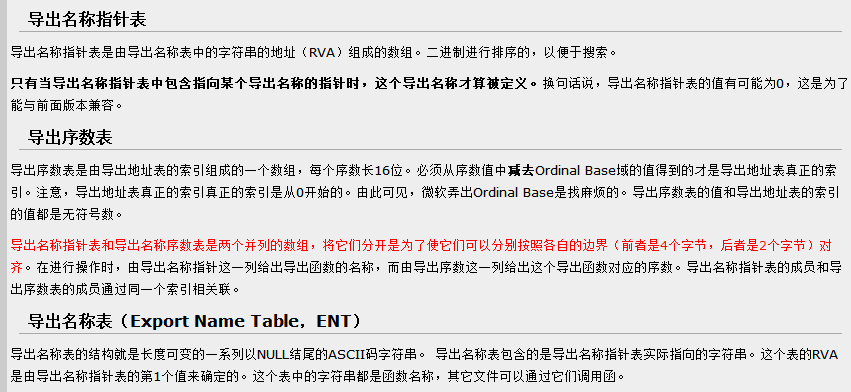 导出名称指针表
导出名称指针表是由导出名称表中的字符串的地址（RVA）组成的数组。二进制进行排序的，以便于搜索。
只有当导出名称指针表中包含指向某个导出名称的指针时，这个导出名称才算被定义。换句话说，导出名称指针表的值有可能为0，这是为了
能与前面版本兼容。
导出序数表
导出序数表是由导出地址表的索引组成的一个数组，每个序数长16位。必须从序数值中减去Ordinal Base域的值得到的才是导出地址表真正的索
引。注意，导出地址表真正的索引真正的索引是从0开始的。由此可见，微软弄出Ordinal Base是找麻烦的。导出序数表的值和导出地址表的索引
的值都是无符号数。
导出名称指针表和导出名称序数表是两个并列的数组，将它们分开是为了使它们可以分别按照各自的边界（前者是4个字节，后者是2个字节）对
齐。在进行操作时，由导出名称指针这一列给出导出函数的名称，而由导出序数这一列给出这个导出函数对应的序数。导出名称指针表的成员和导
出序数表的成员通过同一个索引相关联。
导出名称表（Export Name Table，ENT）
导出名称表的结构就是长度可变的一系列以NULL结尾的ASCII码字符串。 导出名称表包含的是导出名称指针表实际指向的字符串。这个表的RVA
是由导出名称指针表的第1个值来确定的。这个表中的字符串都是函数名称，其它文件可以通过它们调用函。